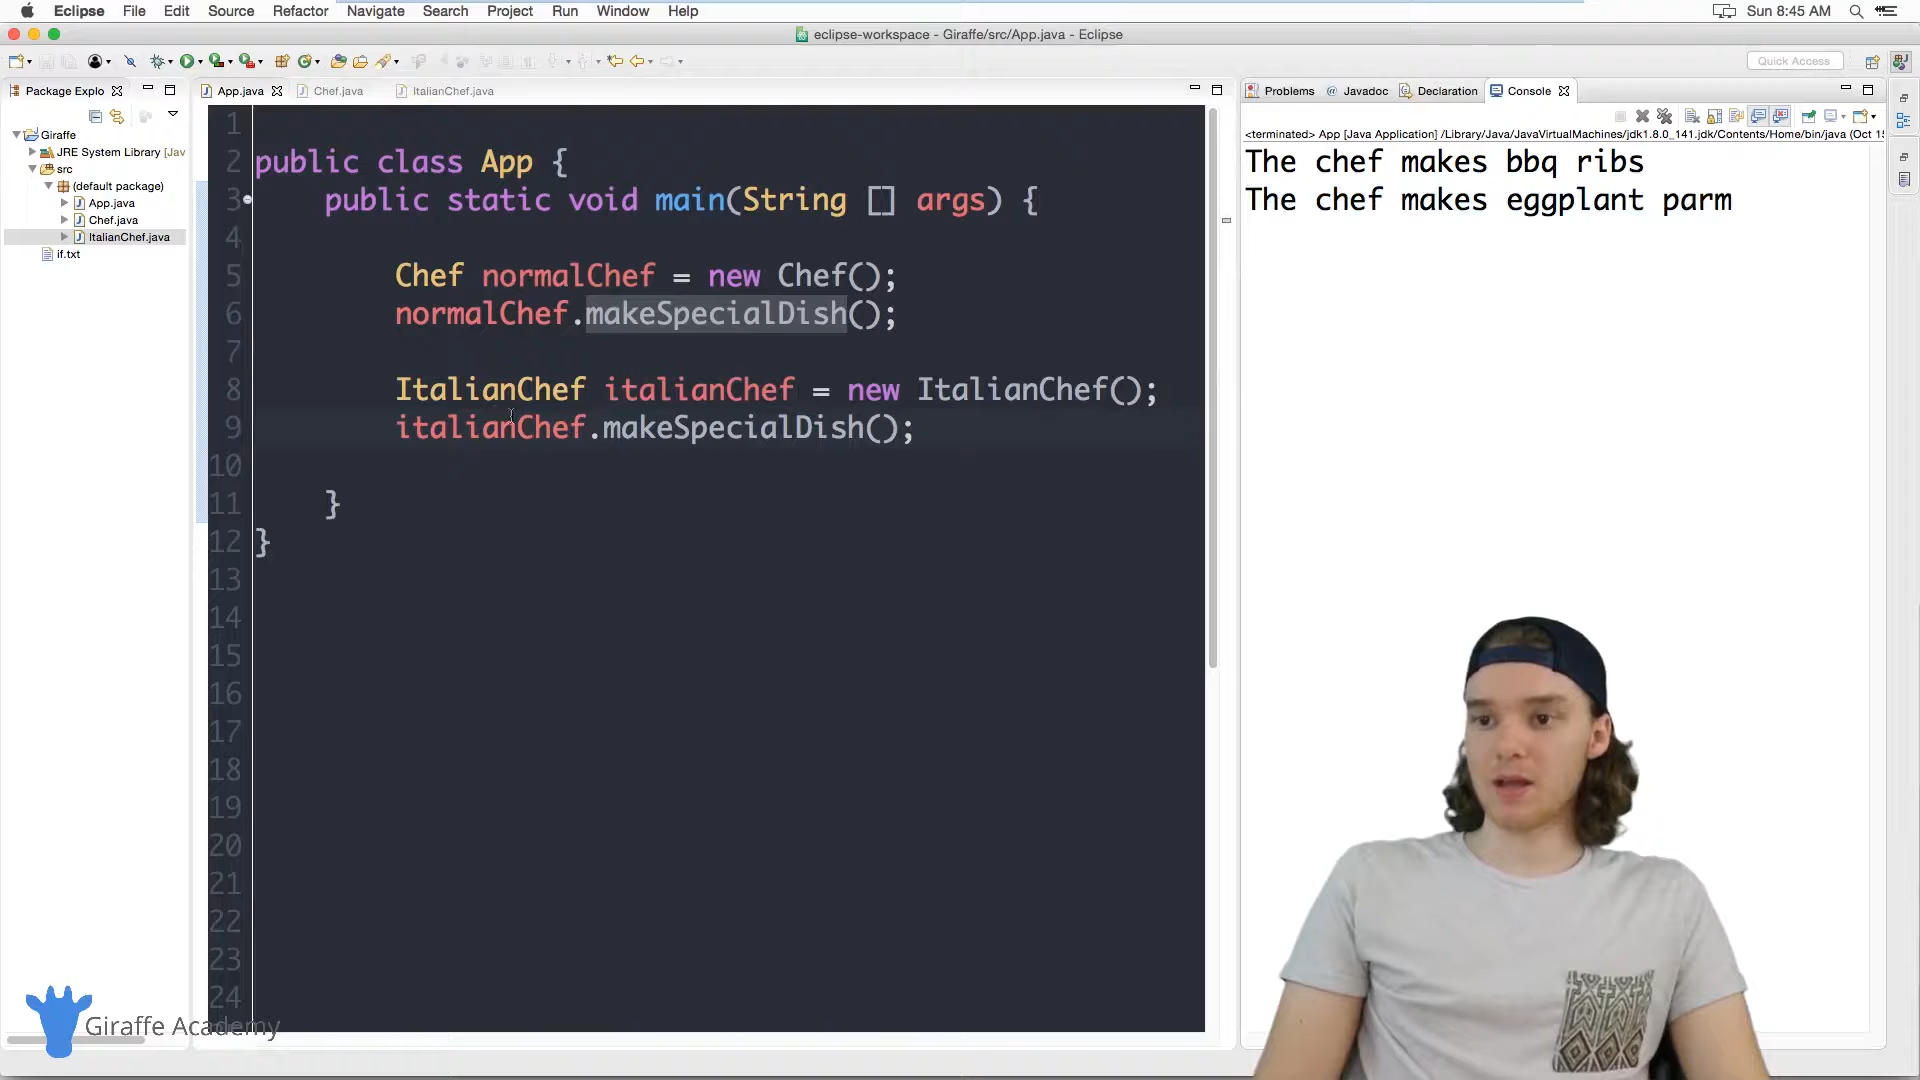 Eclipse File Edit Source Refactor Navigate Search Project Run Window Help Sun 8:45 AM
eclipse-workspace - Giraffe/src/App.java - Eclipse
Quick Access
Package Explo
App.java Chef.java ItalianChef.java
Problems @ Javadoc Declaration Console
Giraffe
JRE System Library [Jav
src
(default package)
App.java
Chef.java
ItalianChef.java
if.txt
1
2 public class App {
3 public static void main(String [] args) {
4
5 Chef normalChef = new Chef();
6 normalChef.makeSpecialDish();
7
8 ItalianChef italianChef = new ItalianChef();
9 italianChef.makeSpecialDish();
10
11 }
12 }
13
14
15
16
17
18
19
20
21
22
23
24
<terminated> App [Java Application] /Library/Java/JavaVirtualMachines/jdk1.8.0_141.jdk/Contents/Home/bin/java (Oct 15
The chef makes bbq ribs
The chef makes eggplant parm
Giraffe Academy